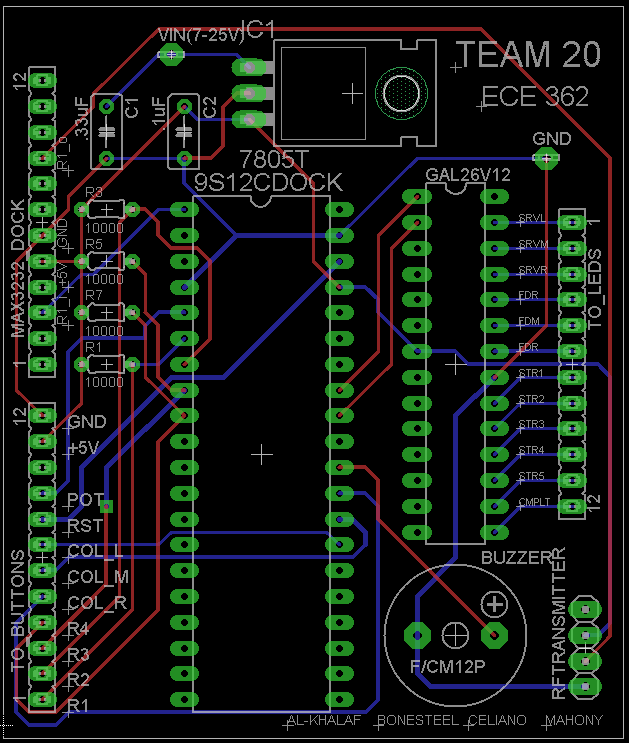 VIN(7-25V)
IC1
TEAM 20
ECE 362
12
.33uF
C1
.1uF
C2
GND
7805T
9S12CDOCK
GAL26V12
R1_o
R3
10000
GND
R5
10000
R1_i
+5V
R7
10000
R1
10000
MAX3232_DOCK
1
SRVL
SRVM
SRVR
FDR
FDM
FDR
STR1
STR2
STR3
STR4
STR5
CMPLT
1
TO_LEDS
12
12
GND
+5V
POT
RST
COL_L
COL_M
COL_R
R4
R3
R2
R1
TO_BUTTONS
1
BUZZER
F/CM12P
RFTRANSMITTER
AL-KHALAF
BONESTEEL
CELIANO
MAHONY